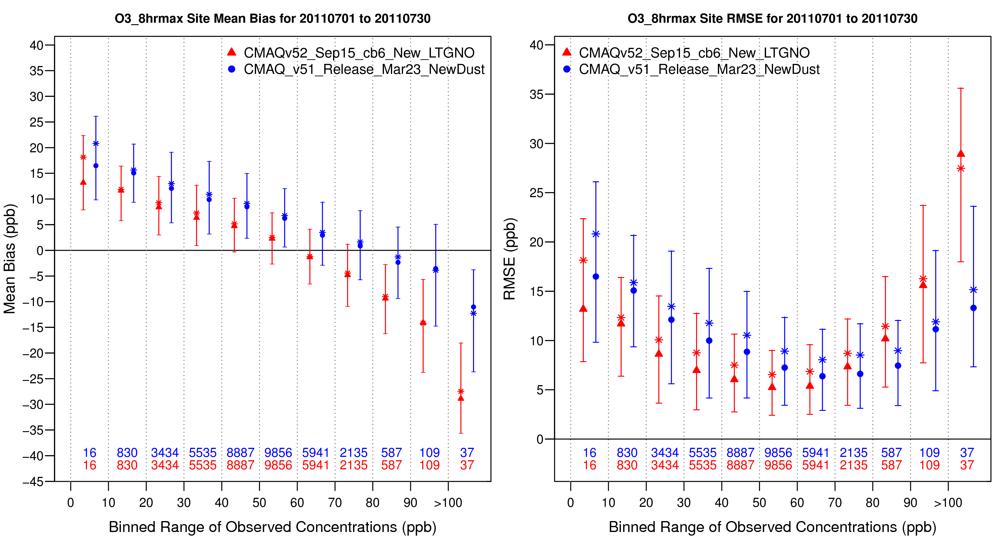 O3_8hrmax Site Mean Bias for 20110701 to 20110730
CMAQv52_Sep15_cb6_New_LTGNO
CMAQ_v51_Release_Mar23_NewDust
Mean Bias (ppb)
40
35
30
25
20
15
10
5
0
−5
−10
−15
−20
−25
−30
−35
−40
−45
16 830 3434 5535 8887 9856 5941 2135 587 109 37
16 830 3434 5535 8887 9856 5941 2135 587 109 37
0 10 20 30 40 50 60 70 80 90 >100
Binned Range of Observed Concentrations (ppb)
O3_8hrmax Site RMSE for 20110701 to 20110730
CMAQv52_Sep15_cb6_New_LTGNO
CMAQ_v51_Release_Mar23_NewDust
RMSE (ppb)
40
35
30
25
20
15
10
5
0
16 830 3434 5535 8887 9856 5941 2135 587 109 37
16 830 3434 5535 8887 9856 5941 2135 587 109 37
0 10 20 30 40 50 60 70 80 90 >100
Binned Range of Observed Concentrations (ppb)